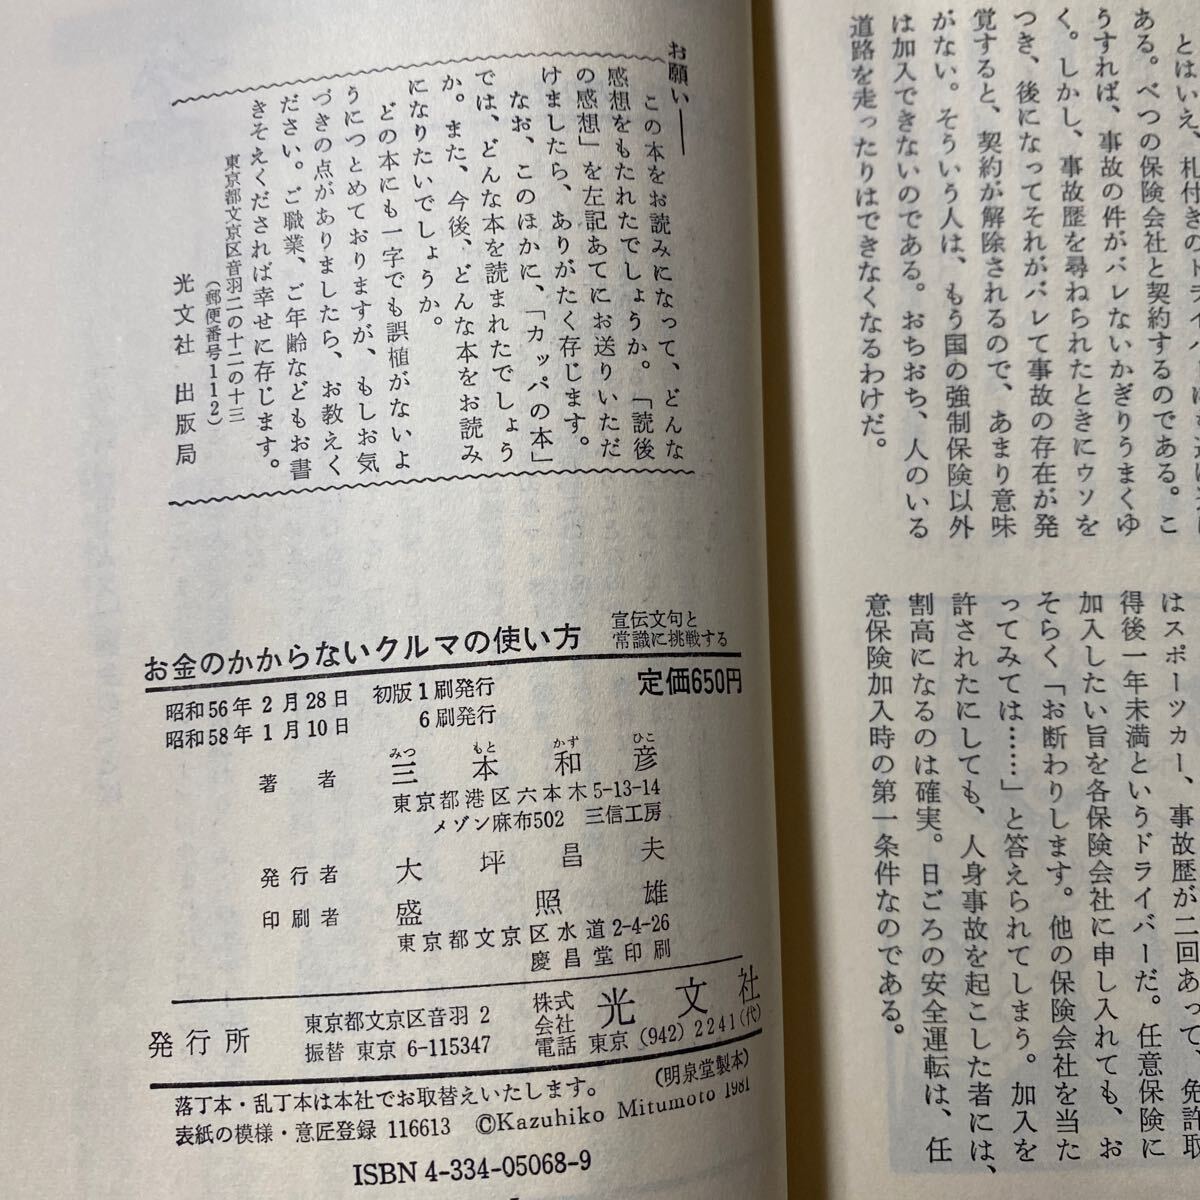 とはいえ、札付きのドライバーにも
ある。べつの保険会社と契約するのである。こ
うすれば、事故の件がバレないかぎりうまくゆ
く。しかし、事故歴を尋ねられたときにウソを
つき、後になってそれがバレて事故の存在が発
覚すると、契約が解除されるので、あまり意味
がない。そういう人は、もう国の強制保険以外
は加入できないのである。おちおち、人のいる
道路を走ったりはできなくなるわけだ。
はスポーツカー、事故歴が二回あって、免許取
得後一年未満というドライバーだ。任意保険に
加入したい旨を各保険会社に申し入れても、お
そらく「お断わりします。他の保険会社を当た
ってみては……」と答えられてしまう。加入を
許されたにしても、人身事故を起こした者には、
割高になるのは確実。日ごろの安全運転は、任
意保険加入時の第一条件なのである。
お願い──
この本をお読みになって、どんな
感想をもたれたでしょうか。「読後
の感想」を左記あてにお送りいただ
けましたら、ありがたく存じます。
なお、このほかに、「カッパの本」
では、どんな本を読まれたでしょう
か。また、今後、どんな本をお読み
になりたいでしょうか。
どの本にも一字でも誤植がないよ
うにつとめておりますが、もしお気
づきの点がありましたら、お教えく
ださい。ご職業、ご年齢などもお書
きそえくだされば幸せに存じます。
東京都文京区音羽二の十二の十三
（郵便番号112）
光文社 出版局
お金のかからないクルマの使い方 宣伝文句と
常識に挑戦する
定価650円
昭和56年2月28日 初版1刷発行
昭和58年1月10日 6刷発行
みつ もと かず ひこ
著者 三本和彦
東京都港区六本木5-13-14
メゾン麻布502 三信工房
発行者 大坪昌夫
印刷者 盛照雄
東京都文京区水道2-4-26
慶昌堂印刷
発行所 東京都文京区音羽2 株式会社 光文社
振替 東京 6-115347 電話 東京 (942) 2241(代)
落丁本・乱丁本は本社でお取替えいたします。 (明泉堂製本)
表紙の模様・意匠登録 116613 ©Kazuhiko Mitumoto 1981
ISBN 4-334-05068-9